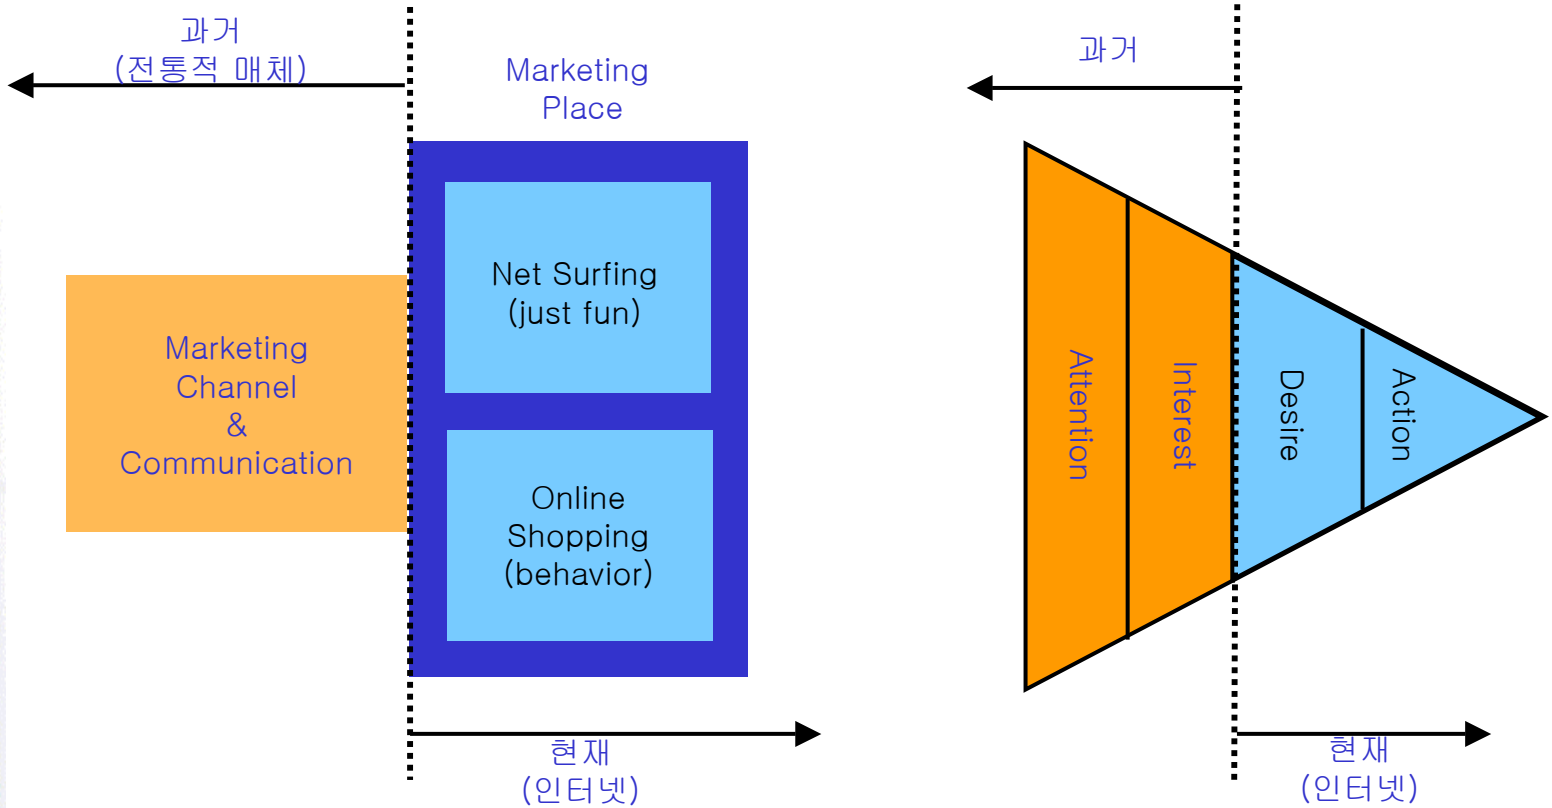 과거
(전통적 매체)
Marketing
Place
Net Surfing
(just fun)
Marketing
Channel
&
Communication
Online
Shopping
(behavior)
현재
(인터넷)
과거
Attention
Interest
Desire
Action
현재
(인터넷)